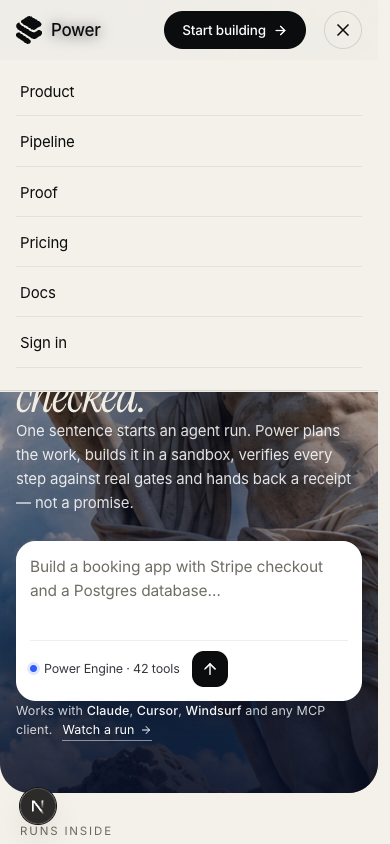 Power
Start building →
Product
Pipeline
Proof
Pricing
Docs
Sign in
checked.
One sentence starts an agent run. Power plans
the work, builds it in a sandbox, verifies every
step against real gates and hands back a receipt
— not a promise.
Build a booking app with Stripe checkout
and a Postgres database...
Power Engine · 42 tools
Works with Claude, Cursor, Windsurf and any MCP
client. Watch a run →
N
RUNS INSIDE